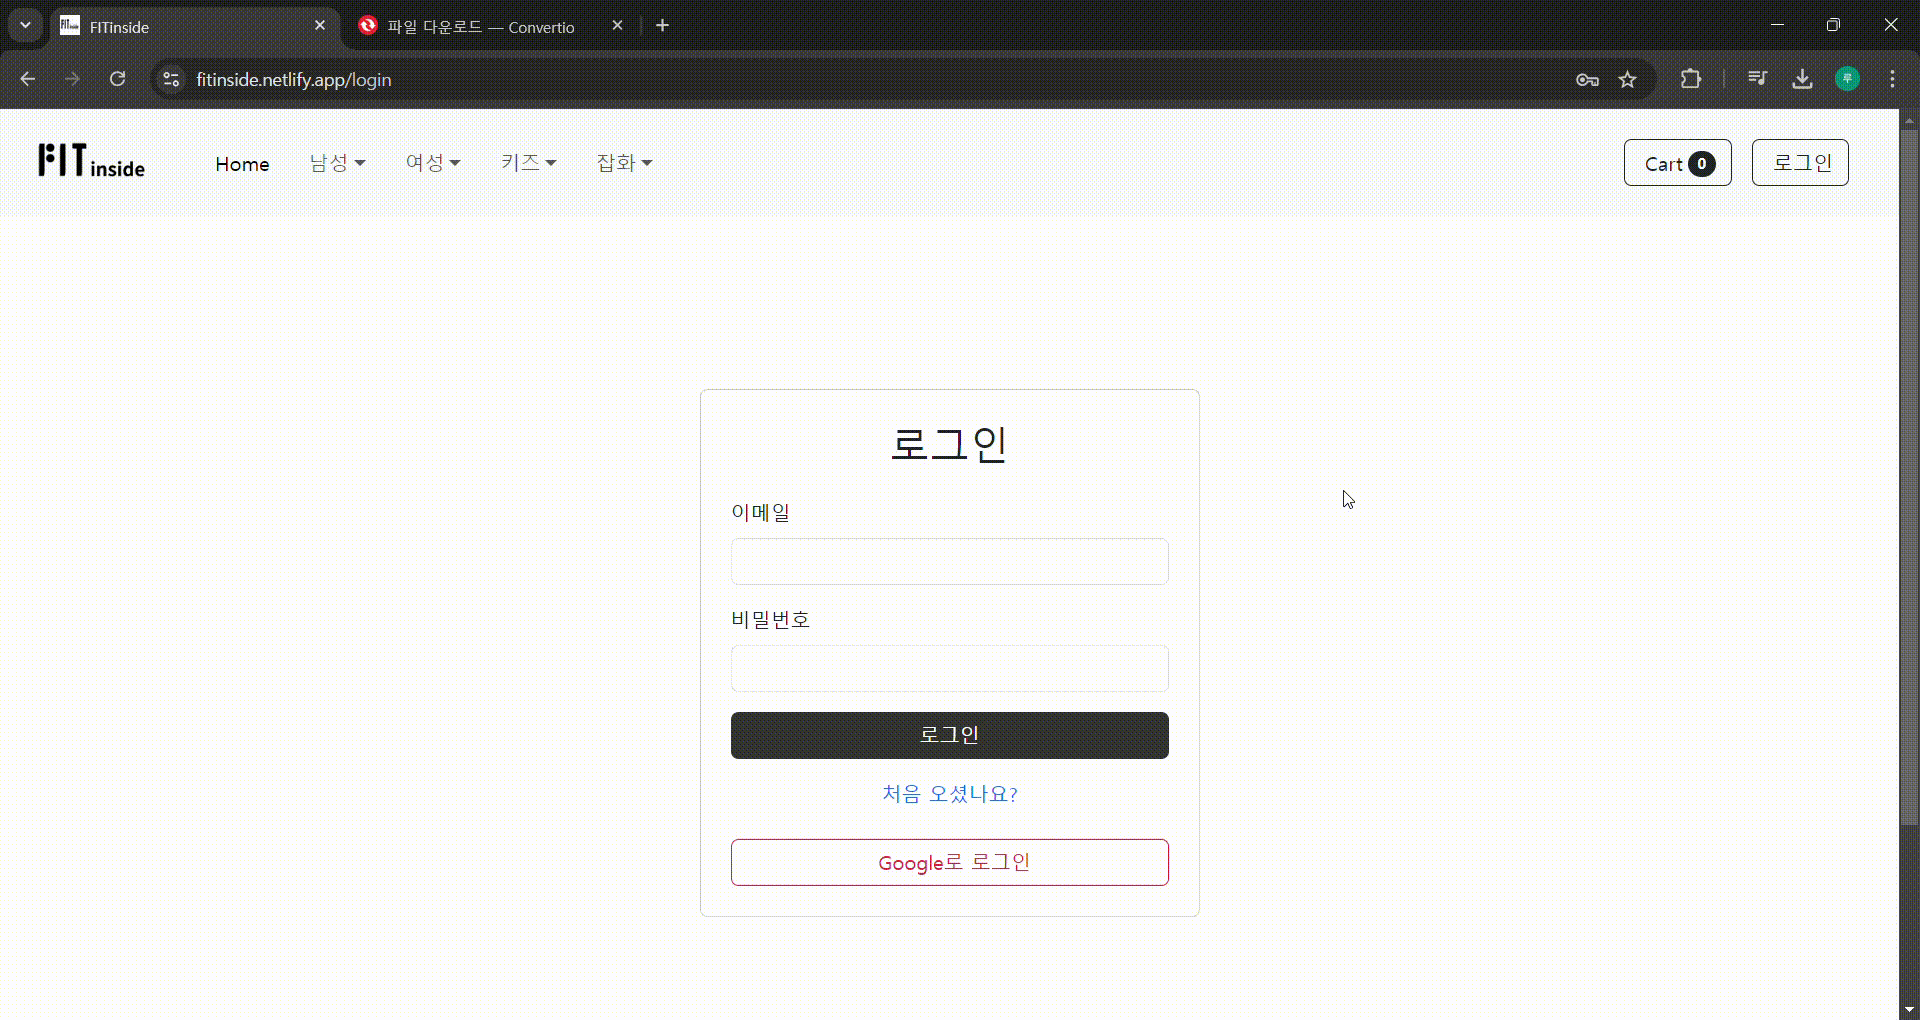 FITinside
파일 다운로드 — Convertio
fitinside.netlify.app/login
루
FIT inside
Home
남성
여성
키즈
잡화
Cart 0
로그인
로그인
이메일
비밀번호
로그인
처음 오셨나요?
Google로 로그인